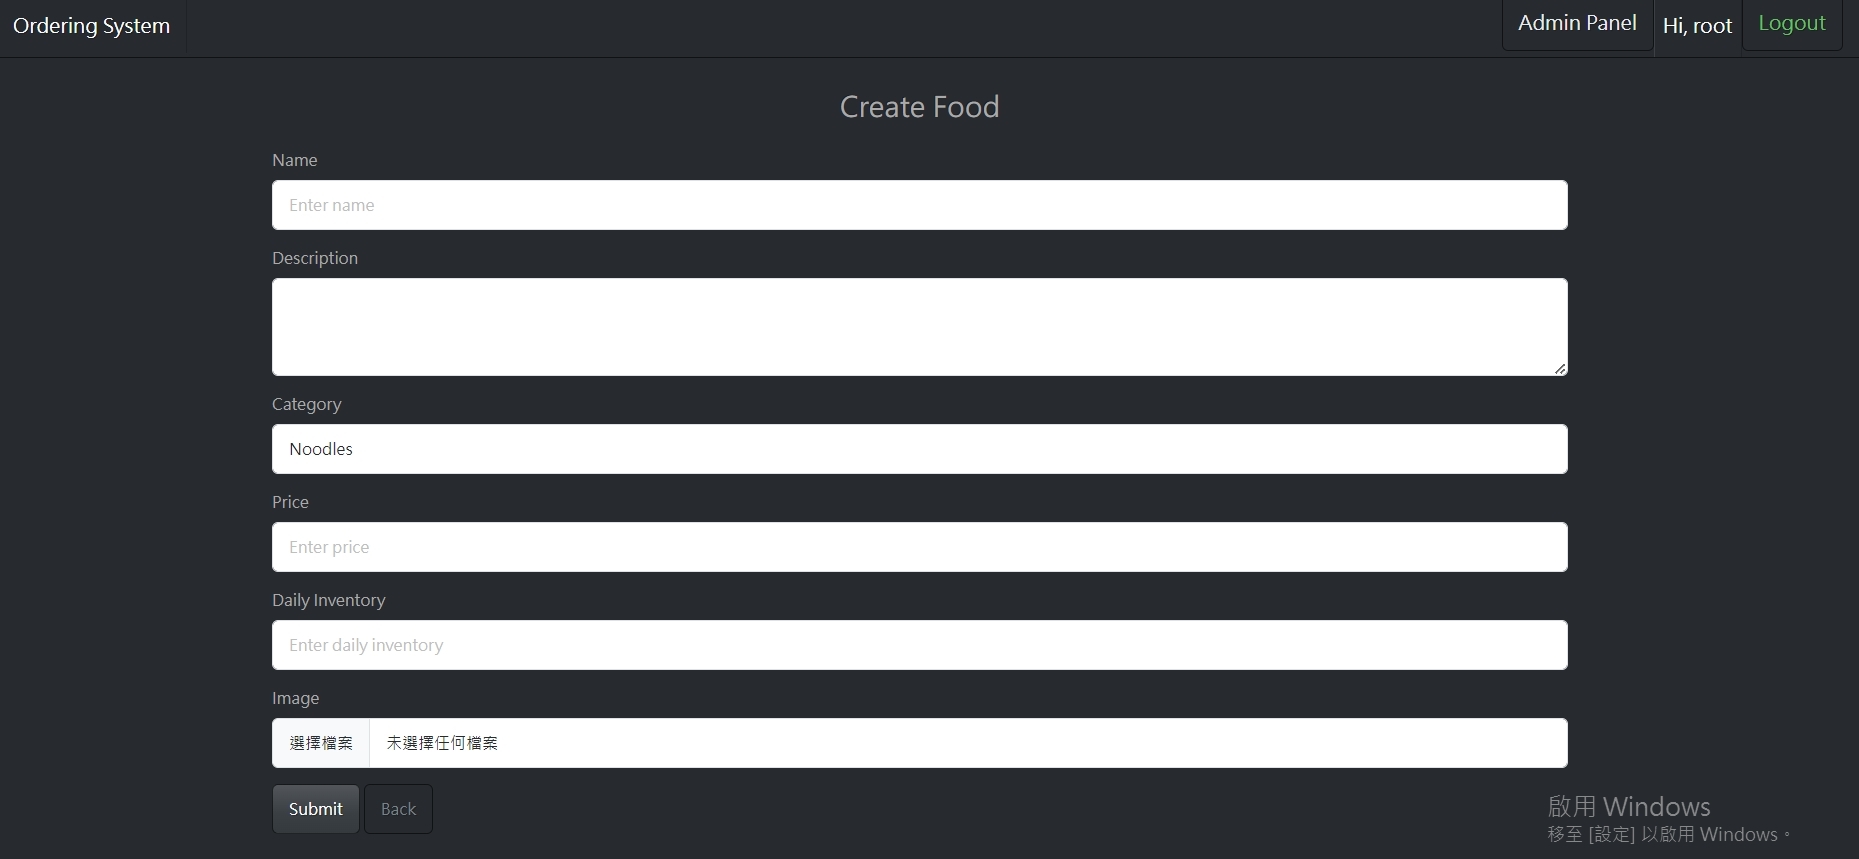 Ordering System
Admin Panel
Hi, root
Logout
Create Food
Name
Enter name
Description
Category
Noodles
Price
Enter price
Daily Inventory
Enter daily inventory
Image
選擇檔案 未選擇任何檔案
Submit
Back
啟用 Windows
移至 [設定] 以啟用 Windows。